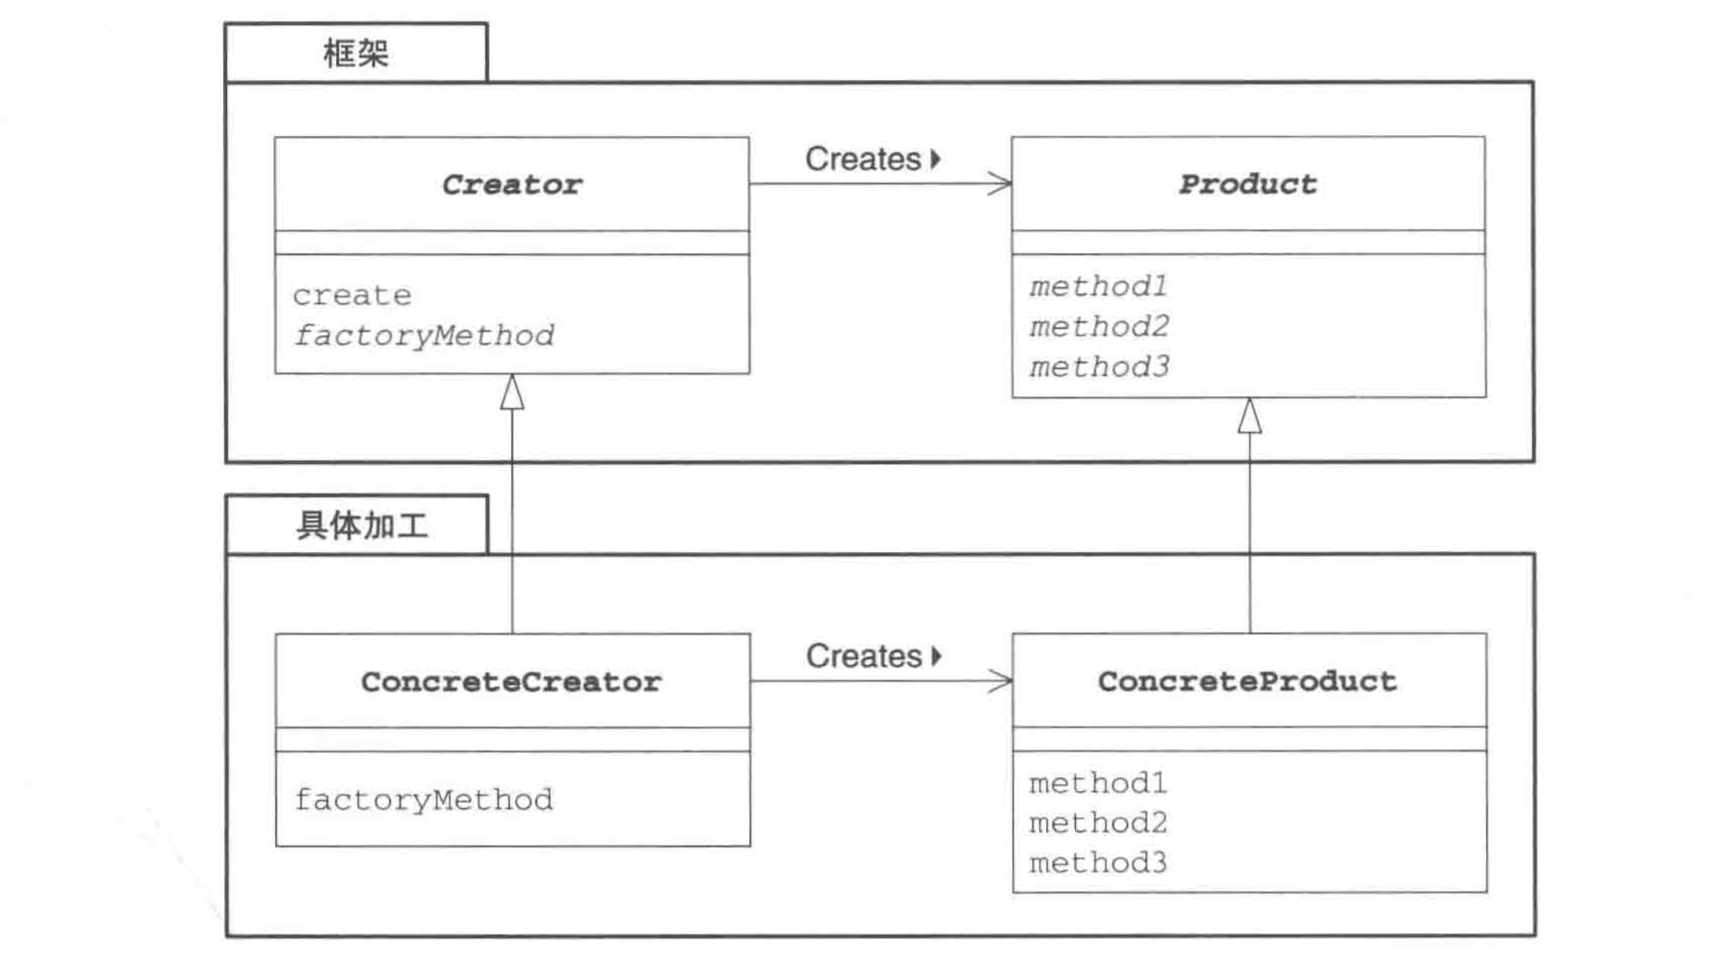 框架
Creator
Creates
Product
create
factoryMethod
method1
method2
method3
具体加工
ConcreteCreator
Creates
ConcreteProduct
factoryMethod
method1
method2
method3